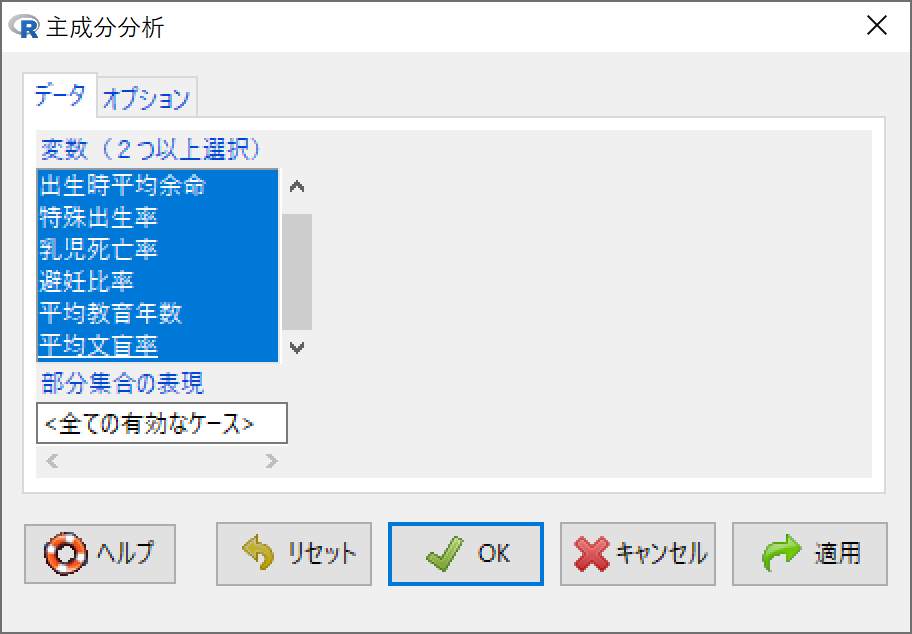 R 主成分分析
データ オプション
変数（２つ以上選択）
出生時平均余命
特殊出生率
乳児死亡率
避妊比率
平均教育年数
平均文盲率
部分集合の表現
<全ての有効なケース>
ヘルプ リセット OK キャンセル 適用